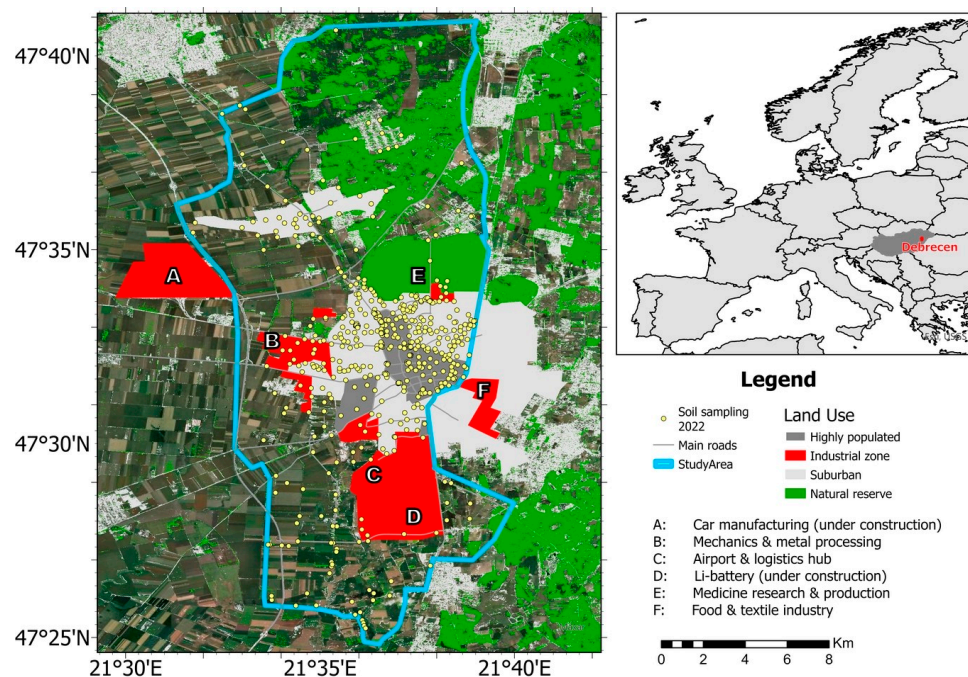 47°40'N
47°35'N
47°30'N
47°25'N
21°30'E
21°35'E
21°40'E
A
B
C
D
E
F
Debrecen
Legend
Soil sampling
2022
Main roads
StudyArea
Land Use
Highly populated
Industrial zone
Suburban
Natural reserve
A: Car manufacturing (under construction)
B: Mechanics & metal processing
C: Airport & logistics hub
D: Li-battery (under construction)
E: Medicine research & production
F: Food & textile industry
0 1 2 4 6 8 Km